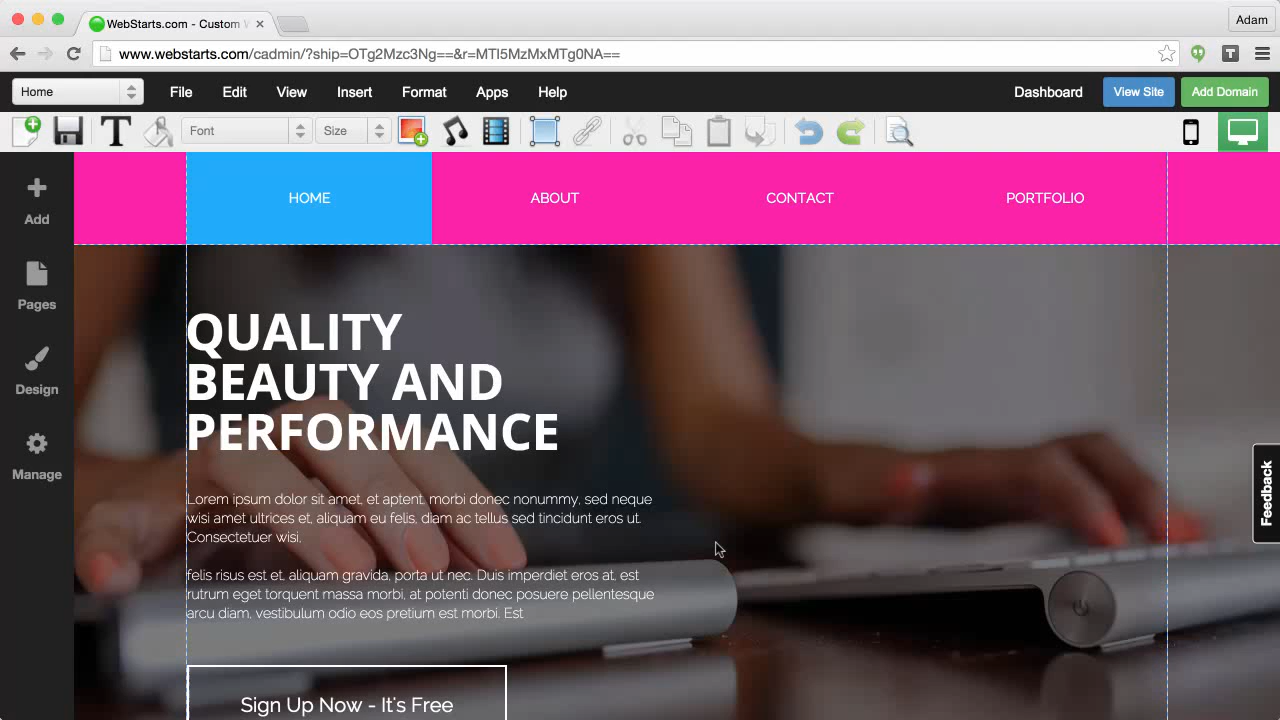 WebStarts.com - Custom W
Adam
www.webstarts.com/cadmin/?ship=OTg2Mzc3Ng==&r=MTI5MzMxMTg0NA==
Home
File
Edit
View
Insert
Format
Apps
Help
Dashboard
View Site
Add Domain
T
Font
Size
T
Add
Pages
Design
Manage
HOME
ABOUT
CONTACT
PORTFOLIO
QUALITY
BEAUTY AND
PERFORMANCE
Lorem ipsum dolor sit amet, et aptent, morbi donec nonummy, sed neque
wisi amet ultrices et, aliquam eu felis, diam ac tellus sed tincidunt eros ut.
Consectetuer wisi.
felis risus est et, aliquam gravida, porta ut nec. Duis imperdiet eros at, est
rutrum eget torquent massa morbi, at potenti donec posuere pellentesque
arcu diam, vestibulum odio eos pretium est morbi. Est
Sign Up Now - It's Free
Feedback